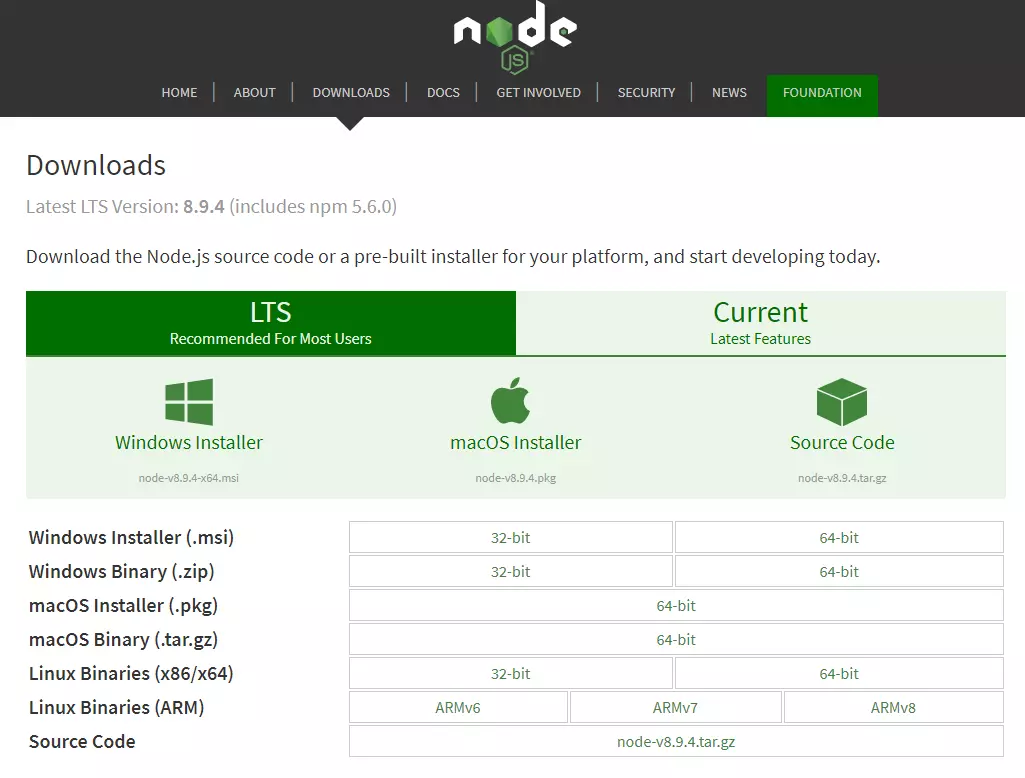 node
JS
HOME ABOUT DOWNLOADS DOCS GET INVOLVED SECURITY NEWS FOUNDATION
Downloads
Latest LTS Version: 8.9.4 (includes npm 5.6.0)
Download the Node.js source code or a pre-built installer for your platform, and start developing today.
LTS Current
Recommended For Most Users Latest Features
Windows Installer macOS Installer Source Code
node-v8.9.4-x64.msi node-v8.9.4.pkg node-v8.9.4.tar.gz
Windows Installer (.msi) 32-bit 64-bit
Windows Binary (.zip) 32-bit 64-bit
macOS Installer (.pkg) 64-bit
macOS Binary (.tar.gz) 64-bit
Linux Binaries (x86/x64) 32-bit 64-bit
Linux Binaries (ARM) ARMv6 ARMv7 ARMv8
Source Code node-v8.9.4.tar.gz